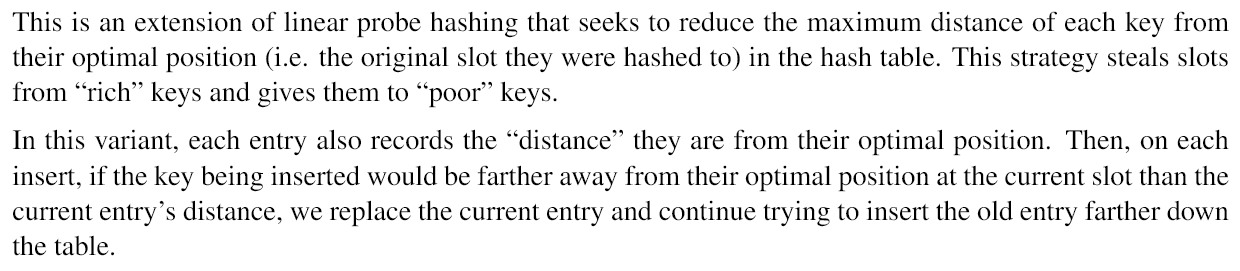 This is an extension of linear probe hashing that seeks to reduce the maximum distance of each key from
their optimal position (i.e. the original slot they were hashed to) in the hash table. This strategy steals slots
from “rich” keys and gives them to “poor” keys.
In this variant, each entry also records the “distance” they are from their optimal position. Then, on each
insert, if the key being inserted would be farther away from their optimal position at the current slot than the
current entry’s distance, we replace the current entry and continue trying to insert the old entry farther down
the table.